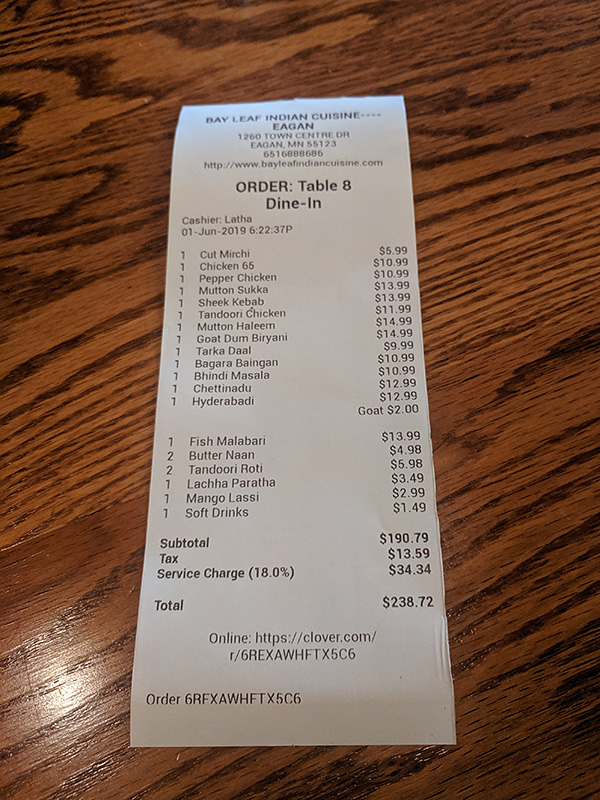 BAY LEAF INDIAN CUISINE----
EAGAN
1260 TOWN CENTRE DR
EAGAN, MN 55123
6516888686
http://www.bayleafindiancuisine.com
ORDER: Table 8
Dine-In
Cashier: Latha
01-Jun-2019 6:22:37P
1 Cut Mirchi $5.99
1 Chicken 65 $10.99
1 Pepper Chicken $10.99
1 Mutton Sukka $13.99
1 Sheek Kebab $13.99
1 Tandoori Chicken $11.99
1 Mutton Haleem $14.99
1 Goat Dum Biryani $14.99
1 Tarka Daal $9.99
1 Bagara Baingan $10.99
1 Bhindi Masala $10.99
1 Chettinadu $12.99
1 Hyderabadi $12.99
Goat $2.00
1 Fish Malabari $13.99
2 Butter Naan $4.98
2 Tandoori Roti $5.98
1 Lachha Paratha $3.49
1 Mango Lassi $2.99
1 Soft Drinks $1.49
Subtotal $190.79
Tax $13.59
Service Charge (18.0%) $34.34
Total $238.72
Online: https://clover.com/
r/6REXAWHFTX5C6
Order 6REXAWHFTX5C6